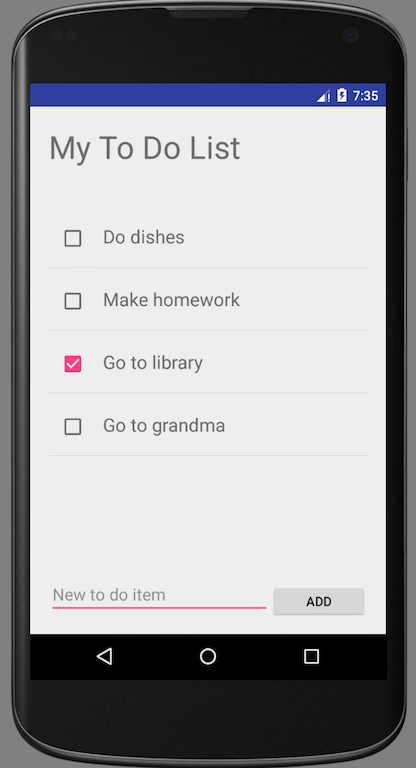 7:35
My To Do List
Do dishes
Make homework
Go to library
Go to grandma
New to do item
ADD